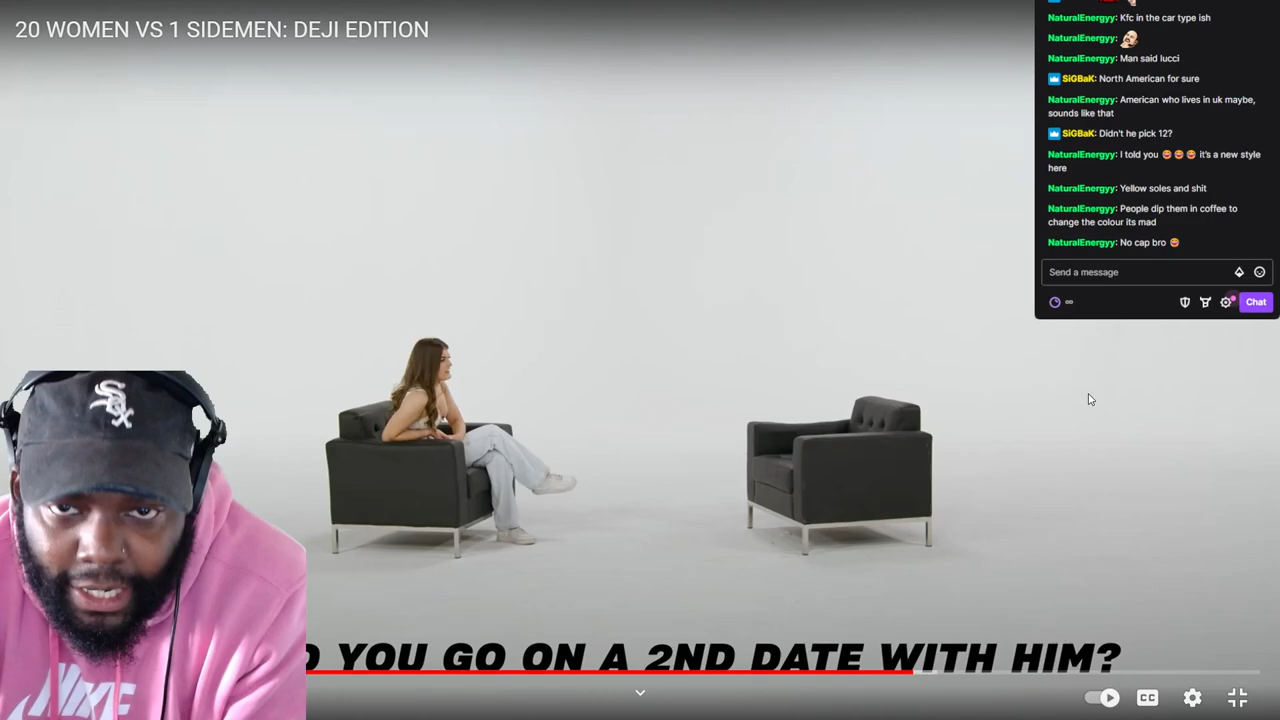 20 WOMEN VS 1 SIDEMEN: DEJI EDITION
NaturalEnergyy: Kfc in the car type ish
NaturalEnergyy:
NaturalEnergyy: Man said lucci
SiGBaK: North American for sure
NaturalEnergyy: American who lives in uk maybe,
sounds like that
SiGBaK: Didn't he pick 12?
NaturalEnergyy: I told you 😂😂😂 it's a new style
here
NaturalEnergyy: Yellow soles and shit
NaturalEnergyy: People dip them in coffee to
change the colour its mad
NaturalEnergyy: No cap bro 😂
Send a message
Chat
SOX
NIKE
YOU GO ON A 2ND DATE WITH HIM?
CC